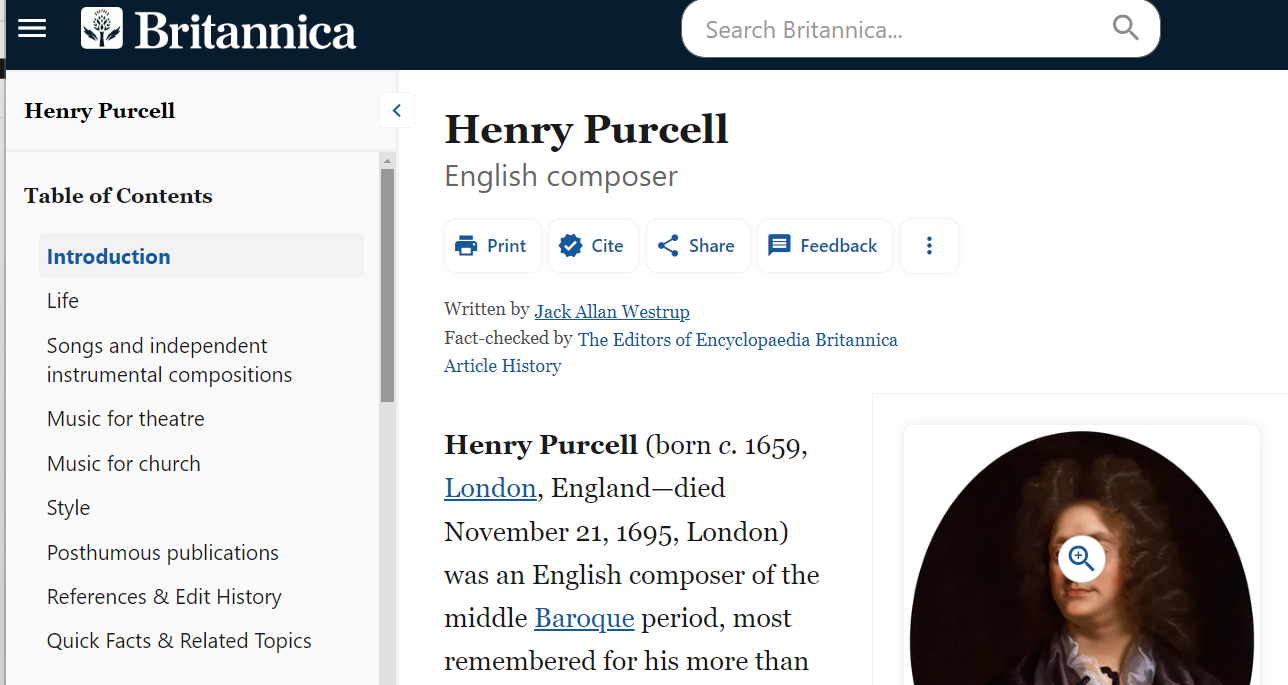 Britannica
Search Britannica...
Henry Purcell
Table of Contents
Introduction
Life
Songs and independent
instrumental compositions
Music for theatre
Music for church
Style
Posthumous publications
References & Edit History
Quick Facts & Related Topics
Henry Purcell
English composer
Print Cite Share Feedback
Written by Jack Allan Westrup
Fact-checked by The Editors of Encyclopaedia Britannica
Article History
Henry Purcell (born c. 1659,
London, England—died
November 21, 1695, London)
was an English composer of the
middle Baroque period, most
remembered for his more than